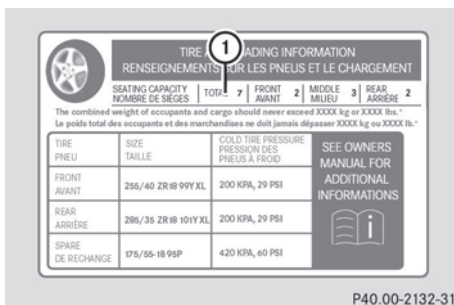 TIRE A ADING INFORMATION
RENSEIGNEMENTS SUR LES PNEUS ET LE CHARGEMENT
1
SEATING CAPACITY TOTAL 7 FRONT 2 MIDDLE 3 REAR 2
NOMBRE DE SIÈGES AVANT MILIEU ARRIÈRE
The combined weight of occupants and cargo should never exceed XXXX kg or XXXX lbs.*
Le poids total des occupants et des marchandises ne doit jamais dépasser XXXX kg ou XXXX lb.*
TIRE SIZE COLD TIRE PRESSURE
PNEU TAILLE PRESSION DES
PNEUS À FROID
SEE OWNERS
MANUAL FOR
ADDITIONAL
INFORMATIONS
FRONT
AVANT 255/40 ZR18 99Y XL 200 KPA, 29 PSI
REAR
ARRIÈRE 285/35 ZR18 101Y XL 200 KPA, 29 PSI
SPARE
DE RECHANGE 175/55-18 95P 420 KPA, 60 PSI
i
P40.00-2132-31